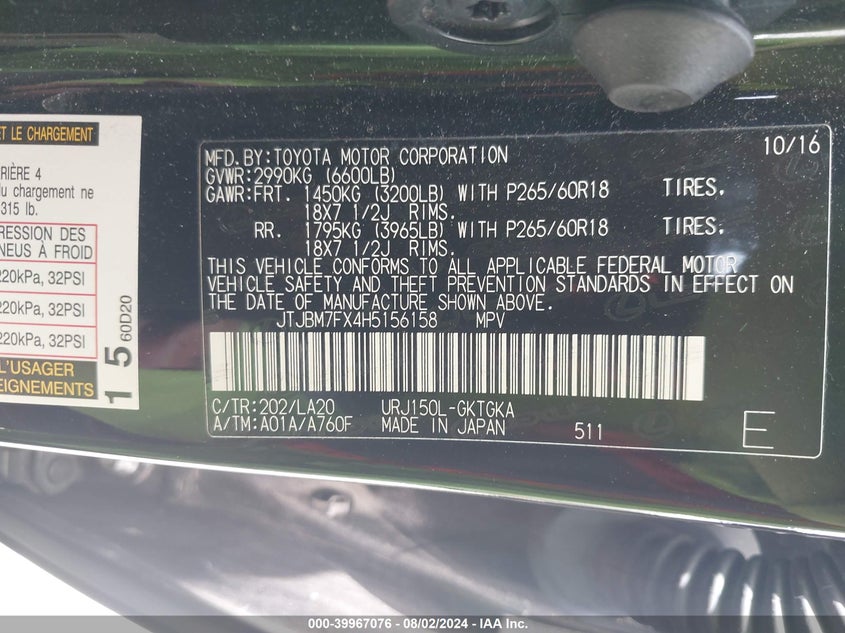 ET LE CHARGEMENT
RIÈRE 4
du chargement ne
315 lb.
RESSION DES
NEUS À FROID
220kPa, 32PSI
220kPa, 32PSI
220kPa, 32PSI
L'USAGER
EIGNEMENTS
1 5 60D20
MFD.BY:TOYOTA MOTOR CORPORATION 10/16
GVWR:2990KG (6600LB)
GAWR:FRT. 1450KG (3200LB) WITH P265/60R18 TIRES.
18X7 1/2J RIMS.
RR. 1795KG (3965LB) WITH P265/60R18 TIRES.
18X7 1/2J RIMS.
THIS VEHICLE CONFORMS TO ALL APPLICABLE FEDERAL MOTOR
VEHICLE SAFETY AND THEFT PREVENTION STANDARDS IN EFFECT ON
THE DATE OF MANUFACTURE SHOWN ABOVE.
JTJBM7FX4H5156158 MPV
C/TR:202/LA20 URJ150L-GKTGKA
A/TM:A01A/A760F MADE IN JAPAN 511 E
000-39967076 - 08/02/2024 - IAA Inc.